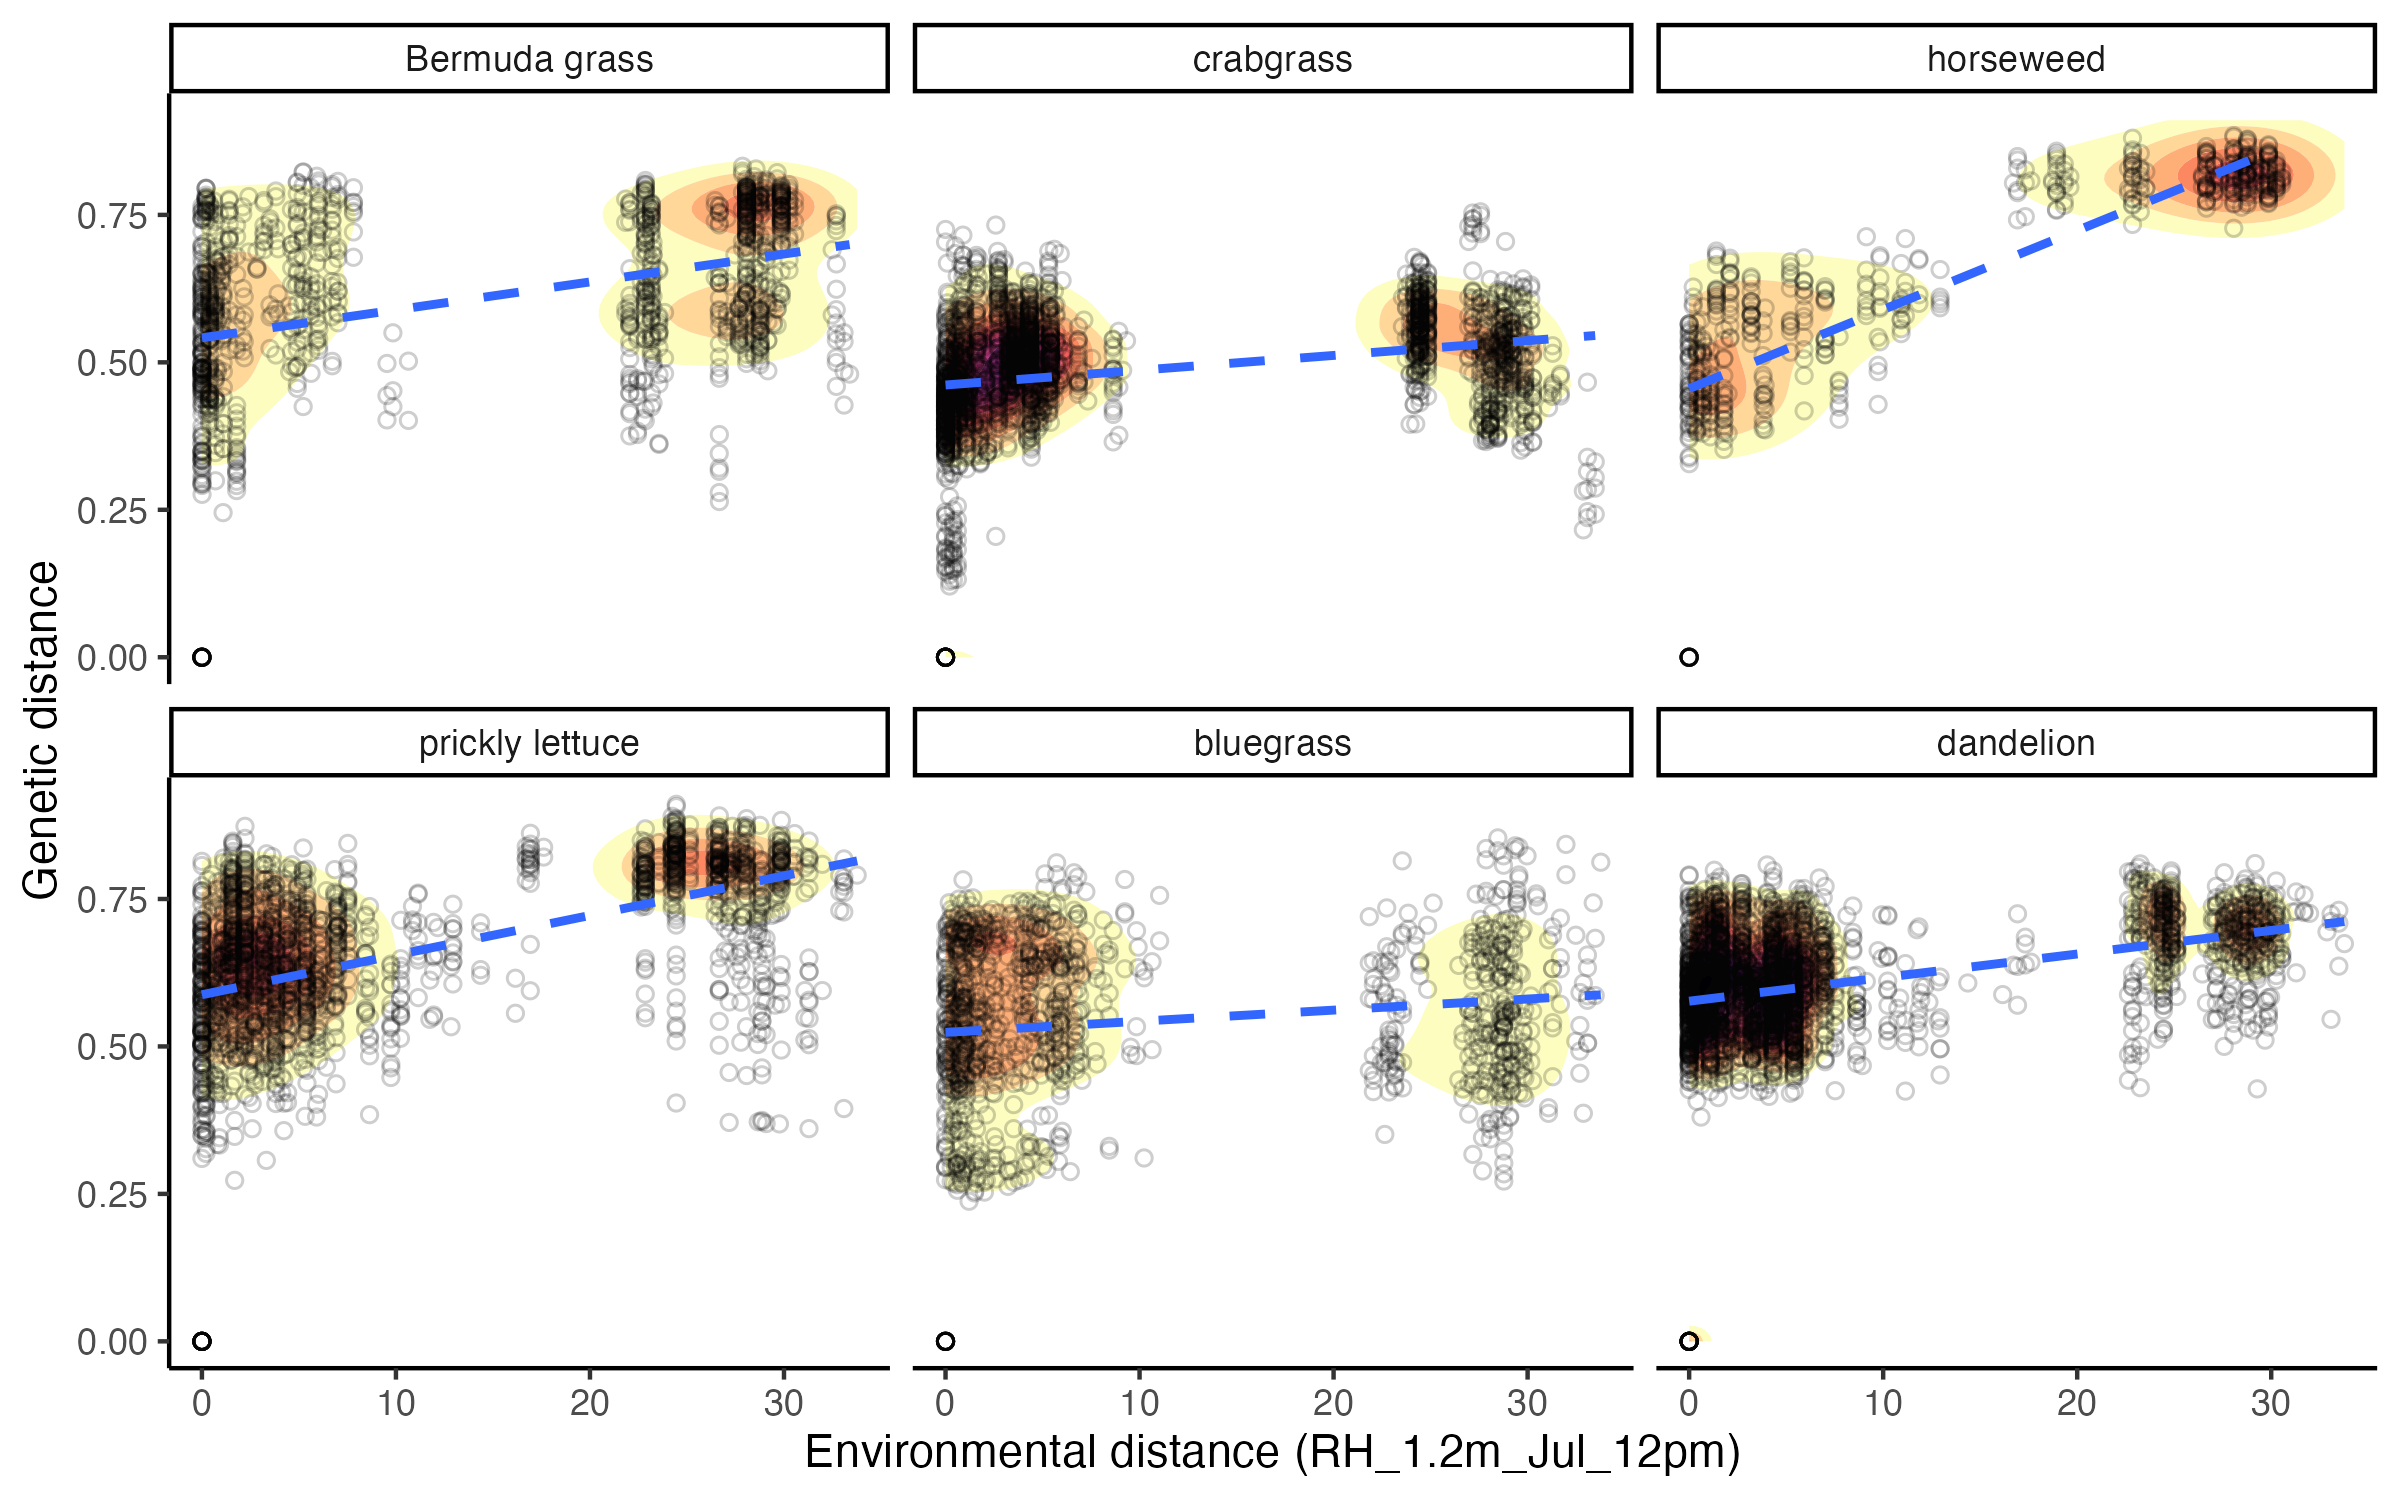 Bermuda grass
crabgrass
horseweed
0.75
0.50
0.25
0.00
Genetic distance
prickly lettuce
bluegrass
dandelion
0.75
0.50
0.25
0.00
0 10 20 30
0 10 20 30
0 10 20 30
Environmental distance (RH_1.2m_Jul_12pm)